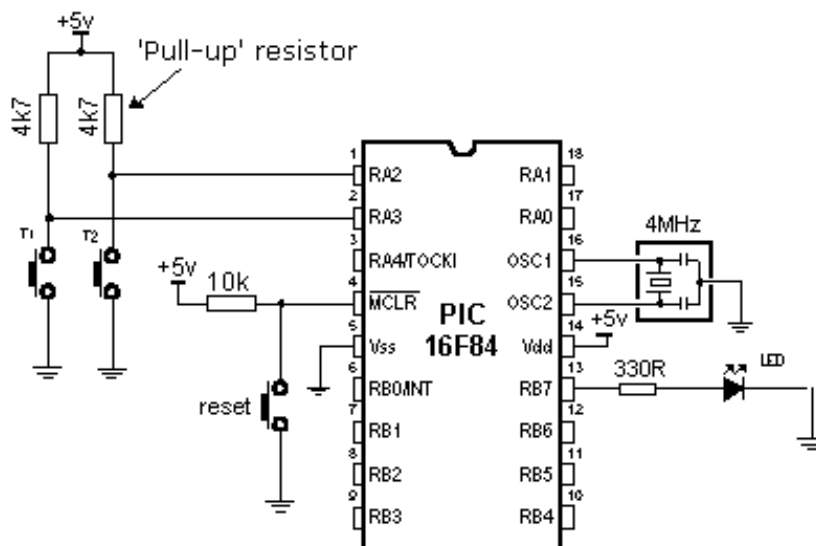 +5v
'Pull-up' resistor
4k7
4k7
T1
T2
+5v
10k
reset
1
RA2
2
RA3
3
RA4/TOCKI
4
MCLR
5
Vss
6
RB0/INT
7
RB1
8
RB2
9
RB3
PIC
16F84
18
RA1
17
RA0
16
OSC1
15
OSC2
14
Vdd
13
RB7
12
RB6
11
RB5
10
RB4
4MHz
+5v
330R
LED